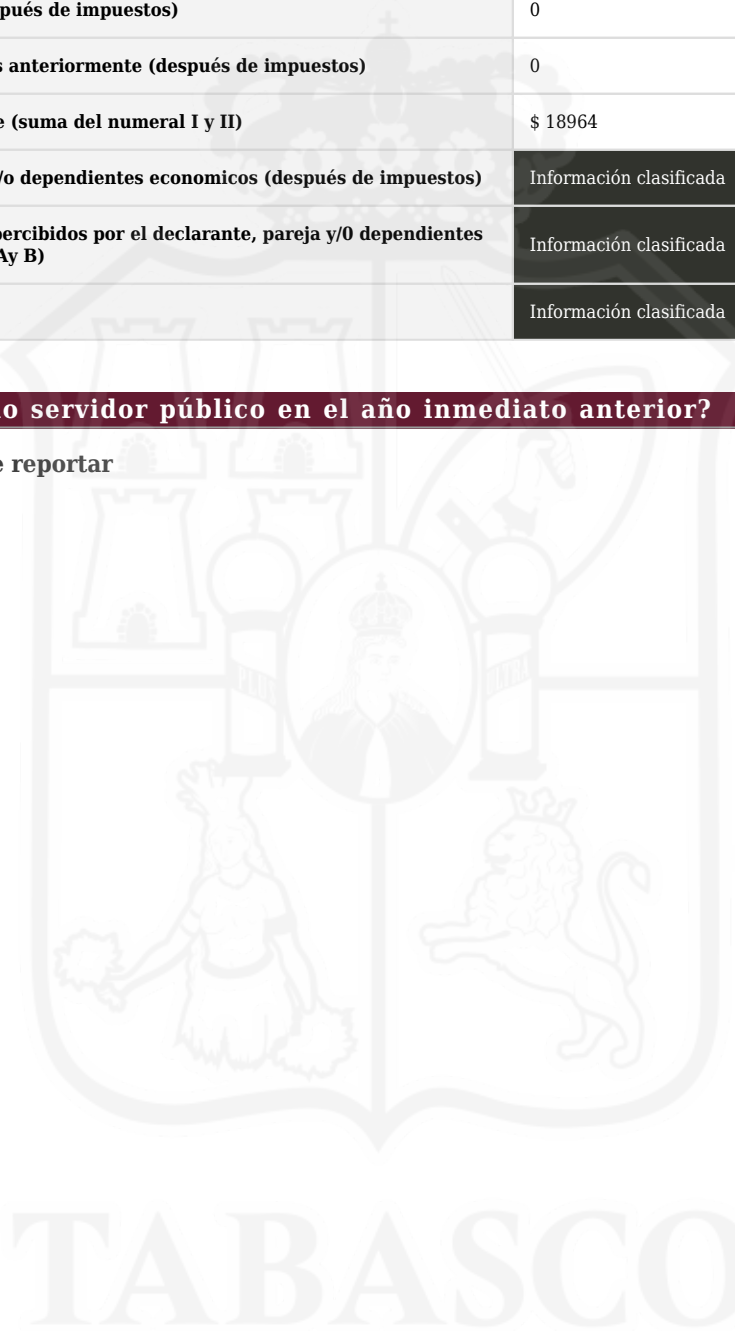 pués de impuestos)
0
s anteriormente (después de impuestos)
0
e (suma del numeral I y II)
$ 18964
/o dependientes economicos (después de impuestos)
Información clasificada
percibidos por el declarante, pareja y/0 dependientes
Ay B)
Información clasificada
Información clasificada
o servidor público en el año inmediato anterior?
e reportar
PLUS
ULTRA
TABASCO